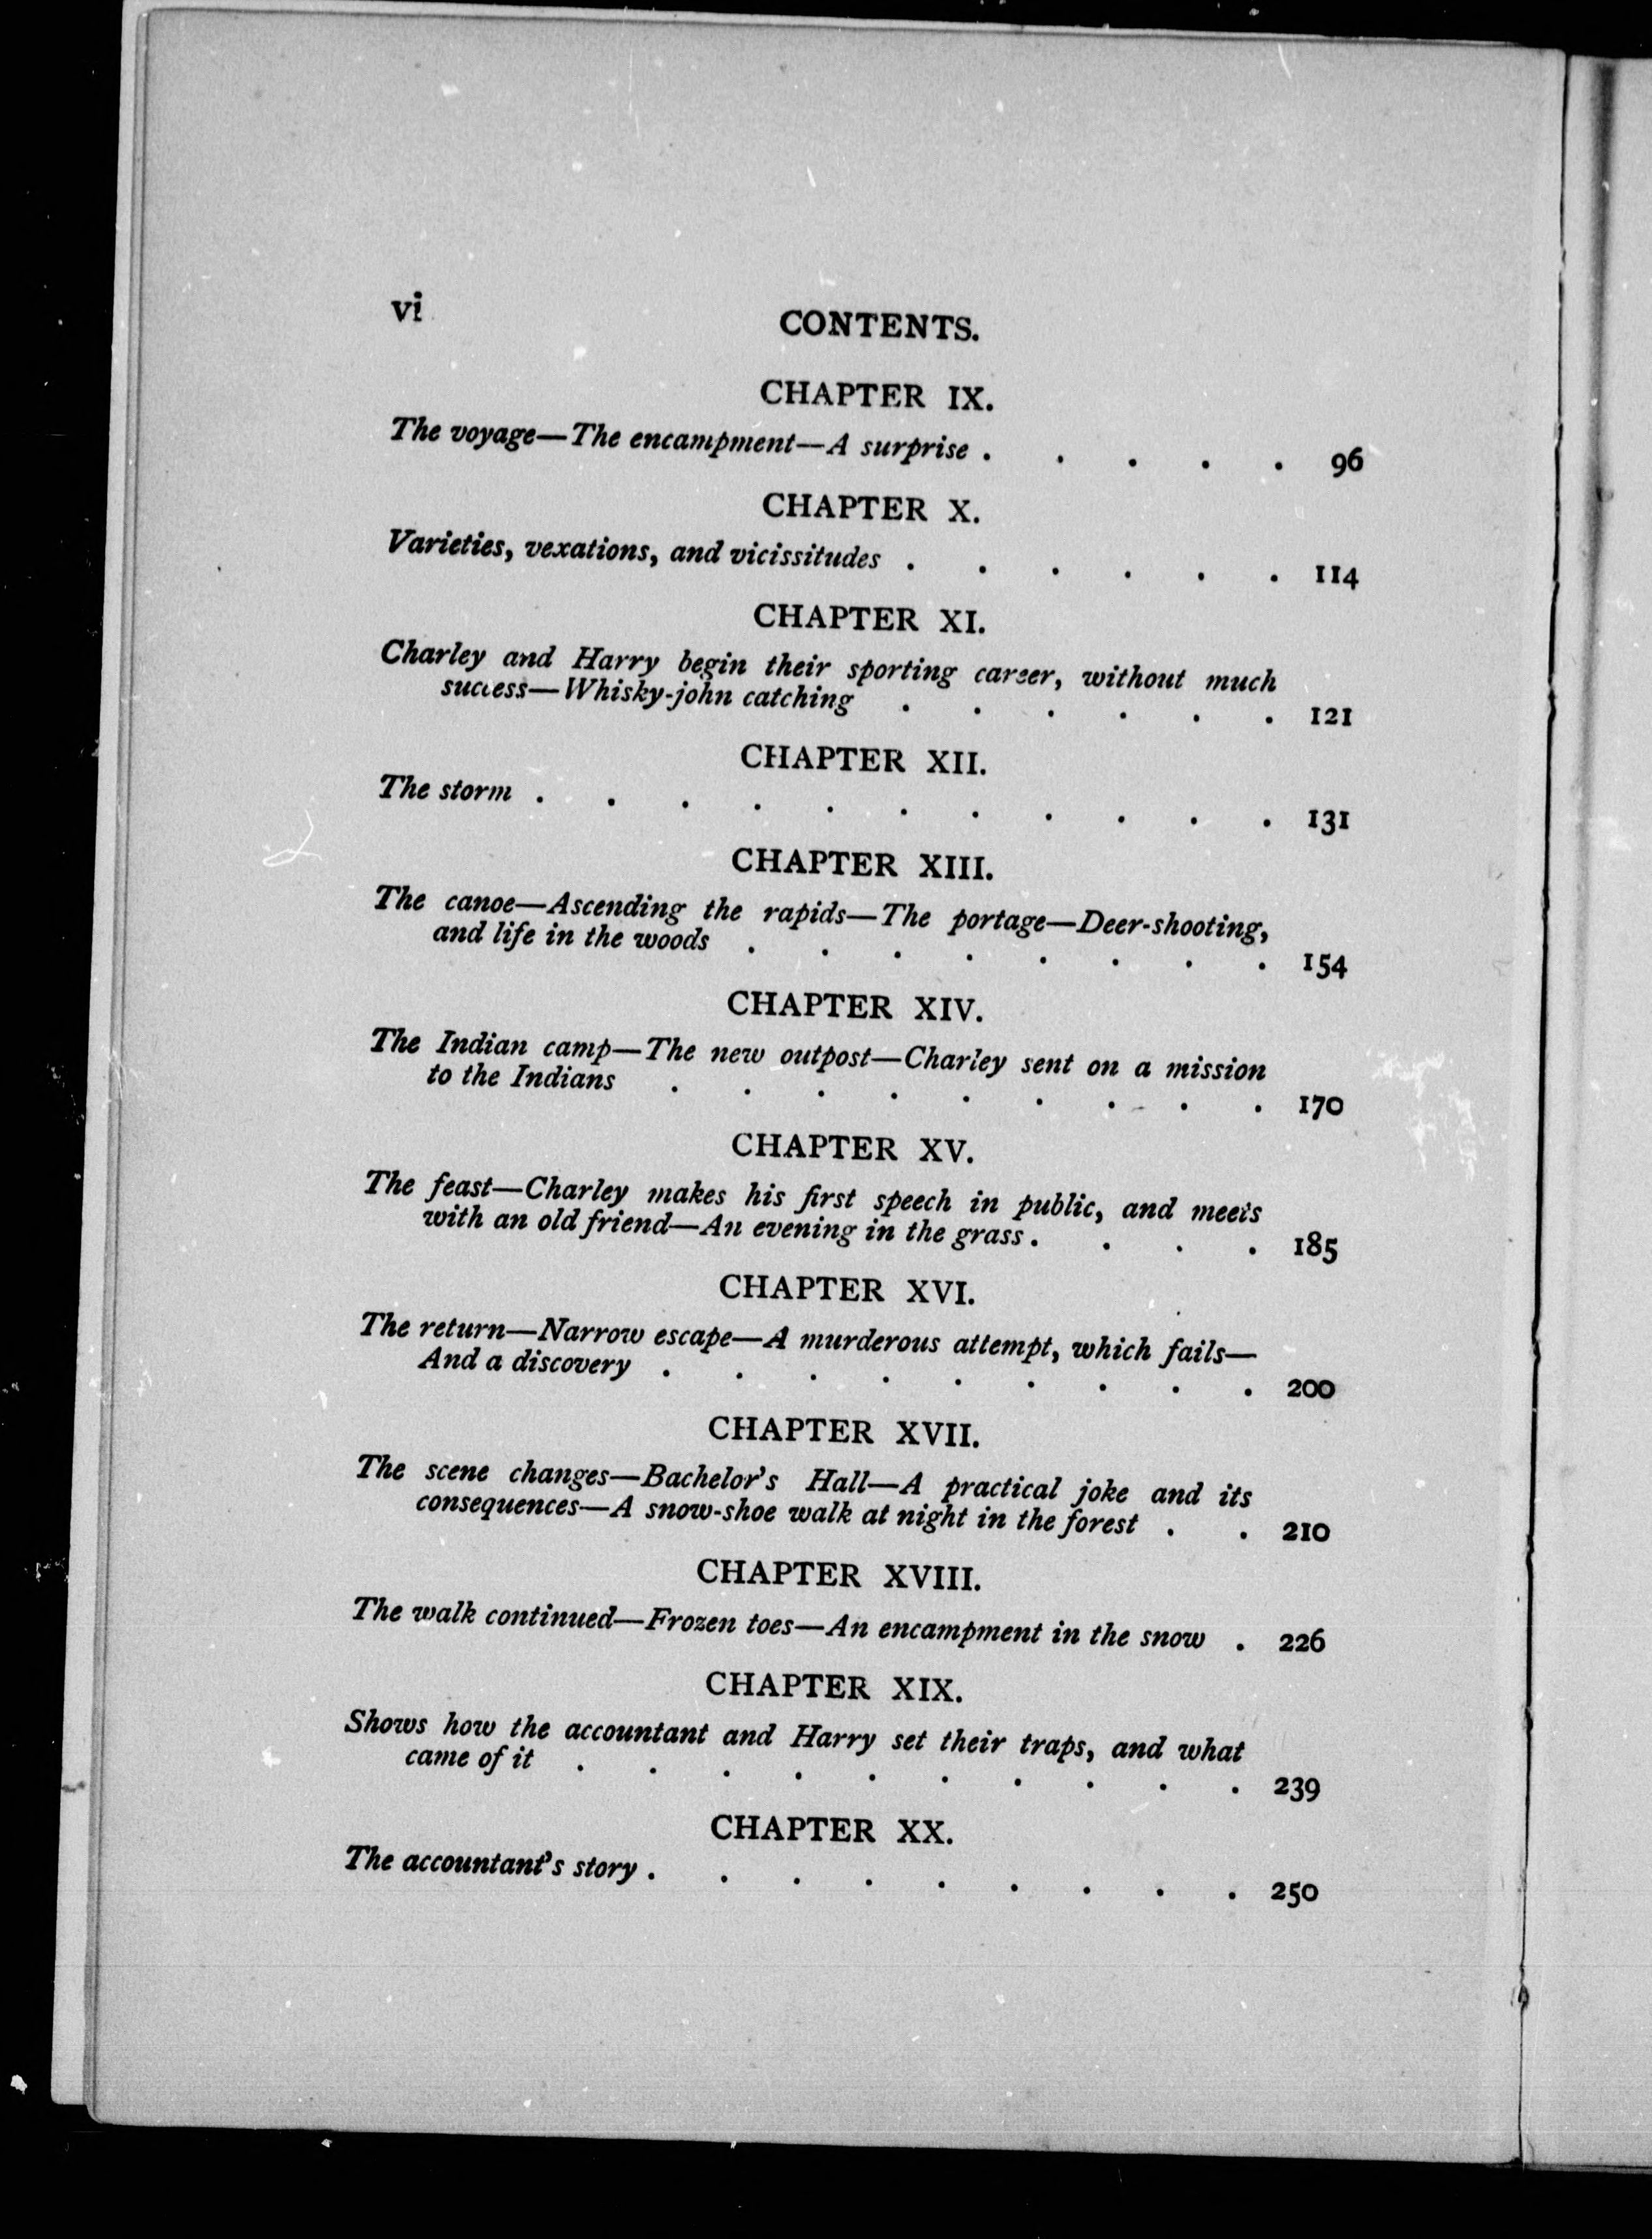 vi
CONTENTS.
CHAPTER IX.
The voyage—The encampment—A surprise . . . . . 96
CHAPTER X.
Varieties, vexations, and vicissitudes . . . . . . 114
CHAPTER XI.
Charley and Harry begin their sporting career, without much
success—Whisky-john catching . . . . . . 121
CHAPTER XII.
The storm . . . . . . . . . . . 131
CHAPTER XIII.
The canoe—Ascending the rapids—The portage—Deer-shooting,
and life in the woods . . . . . . . . 154
CHAPTER XIV.
The Indian camp—The new outpost—Charley sent on a mission
to the Indians . . . . . . . . . 170
CHAPTER XV.
The feast—Charley makes his first speech in public, and meets
with an old friend—An evening in the grass . . . . 185
CHAPTER XVI.
The return—Narrow escape—A murderous attempt, which fails—
And a discovery . . . . . . . . . 200
CHAPTER XVII.
The scene changes—Bachelor's Hall—A practical joke and its
consequences—A snow-shoe walk at night in the forest . . 210
CHAPTER XVIII.
The walk continued—Frozen toes—An encampment in the snow . 226
CHAPTER XIX.
Shows how the accountant and Harry set their traps, and what
came of it . . . . . . . . . . 239
CHAPTER XX.
The accountant's story . . . . . . . . . 250